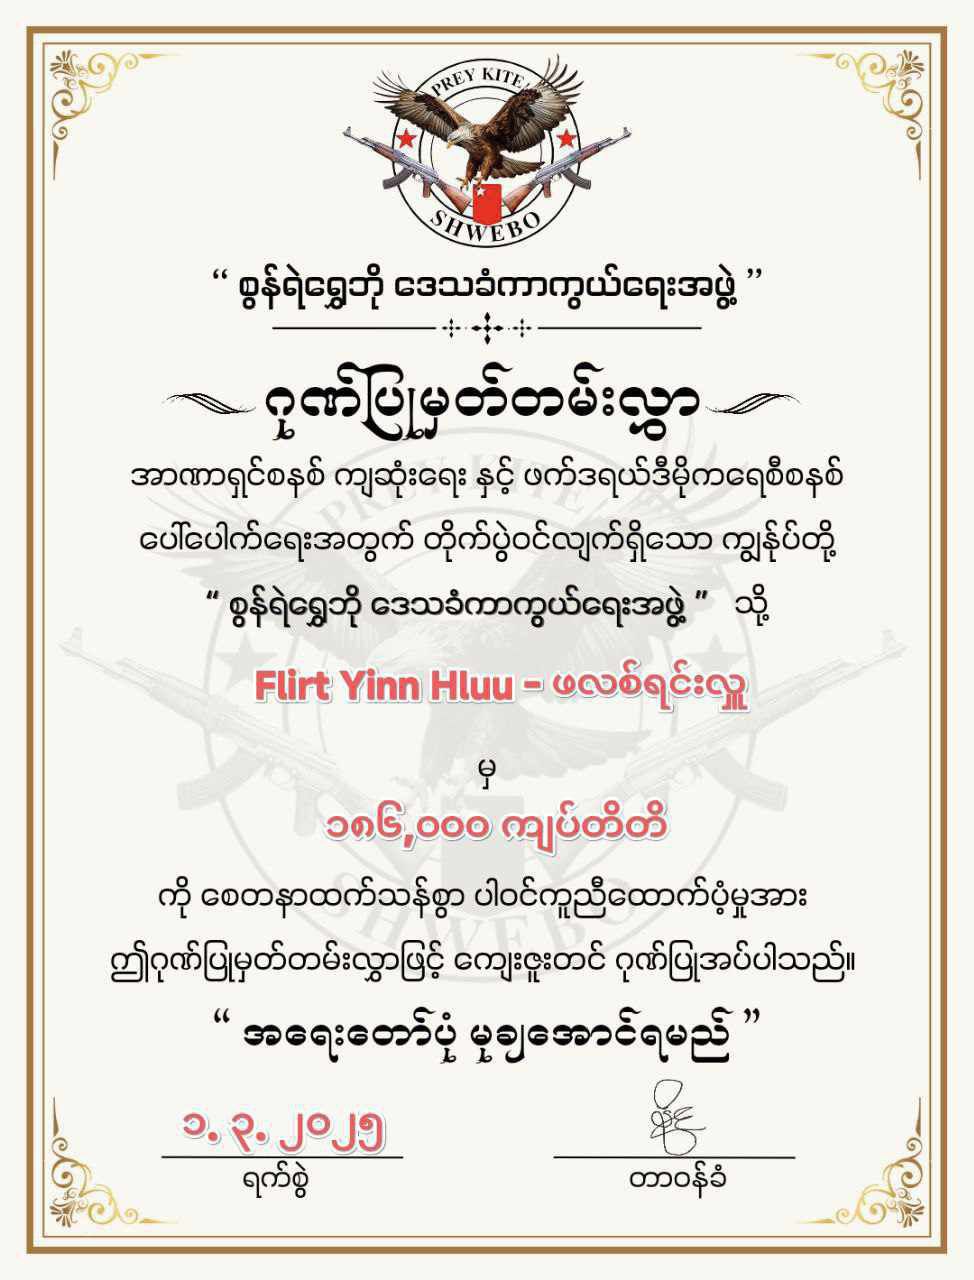 PREY KITE
SHWEBO
“ စွန်ရဲရွှေဘို ဒေသခံကာကွယ်ရေးအဖွဲ့ ”
ဂုဏ်ပြုမှတ်တမ်းလွှာ
အာဏာရှင်စနစ် ကျဆုံးရေး နှင့် ဖက်ဒရယ်ဒီမိုကရေစီစနစ်
ပေါ်ပေါက်ရေးအတွက် တိုက်ပွဲဝင်လျက်ရှိသော ကျွန်ုပ်တို့
“ စွန်ရဲရွှေဘို ဒေသခံကာကွယ်ရေးအဖွဲ့ ” သို့
Flirt Yinn Hluu - ဖလစ်ရင်းလှူ
မှ
၁၈၆,၀၀၀ ကျပ်တိတိ
ကို စေတနာထက်သန်စွာ ပါဝင်ကူညီထောက်ပံ့မှုအား
ဤဂုဏ်ပြုမှတ်တမ်းလွှာဖြင့် ကျေးဇူးတင် ဂုဏ်ပြုအပ်ပါသည်။
“ အရေးတော်ပုံ မုချအောင်ရမည် ”
၁. ၃. ၂၀၂၅
ရက်စွဲ
တာဝန်ခံ